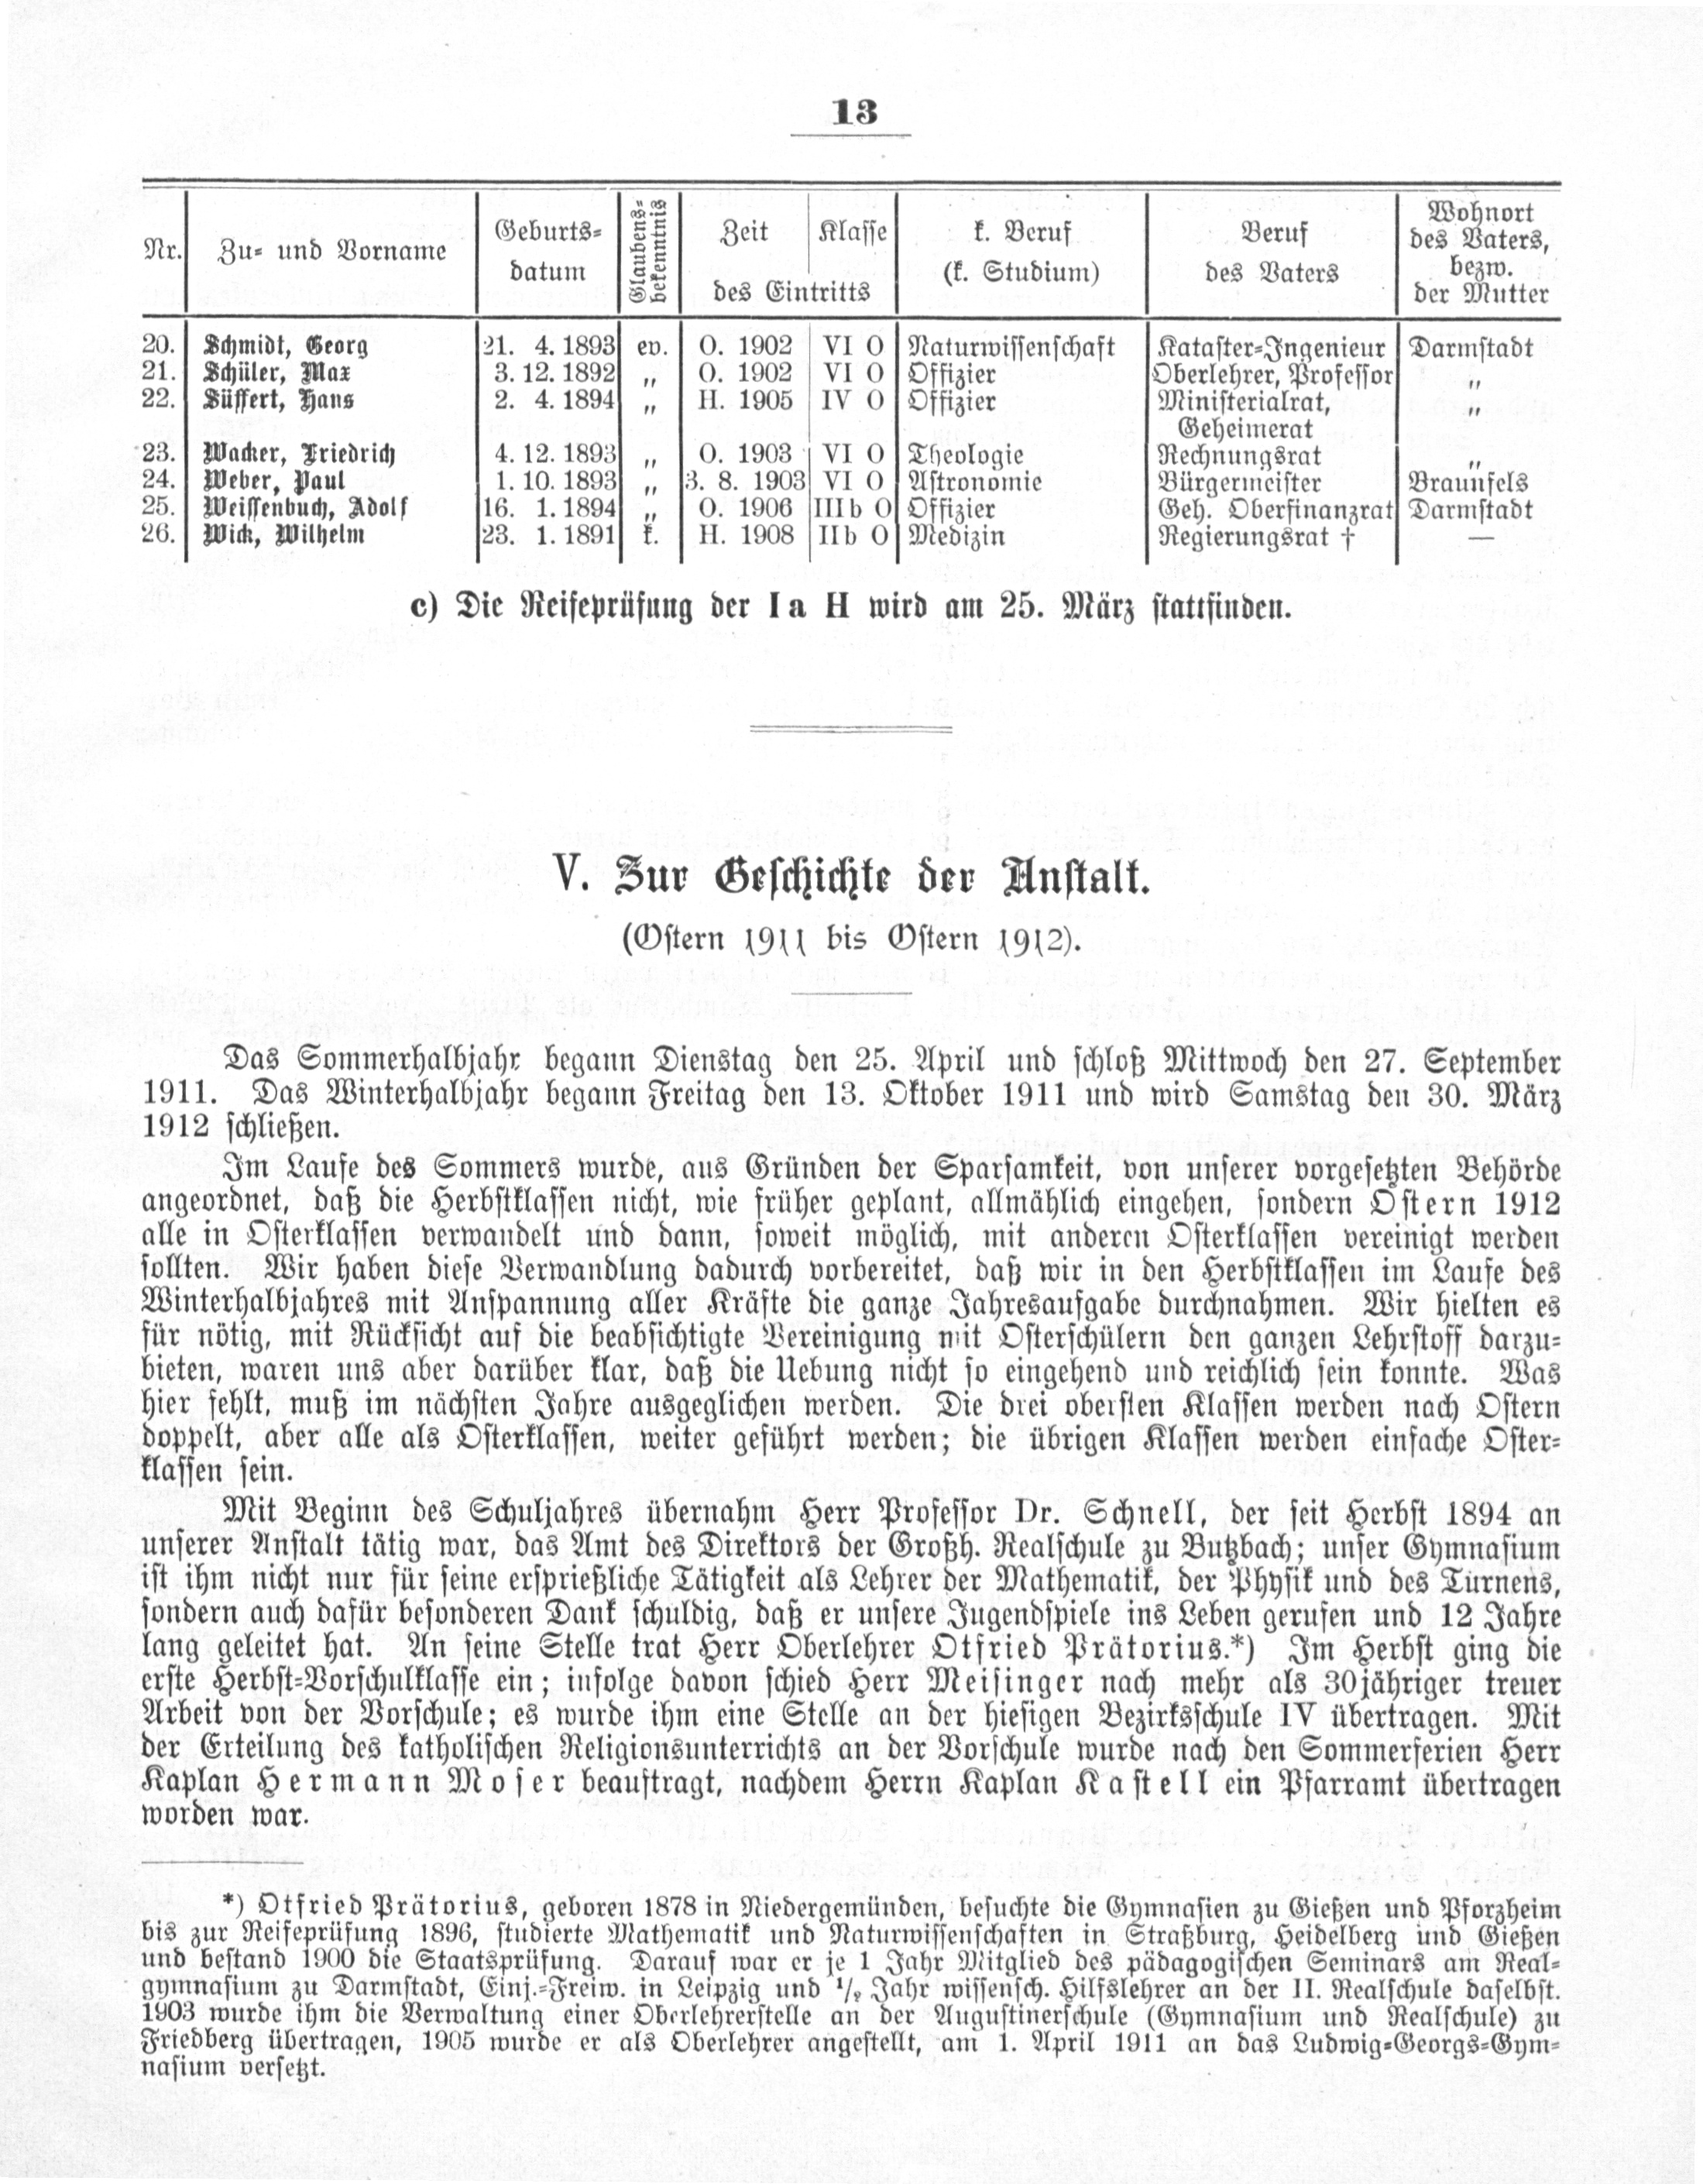 13
Nr. Zu- und Vorname Geburts- datum Glaubens- bekenntnis Zeit Klasse des Eintritts k. Beruf (k. Studium) Beruf des Vaters Wohnort des Vaters, bezw. der Mutter
20. Schmidt, Georg 21. 4. 1893 ev. O. 1902 VI O Naturwissenschaft Kataster-Ingenieur Darmstadt
21. Schüler, Max 3. 12. 1892 „ O. 1902 VI O Offizier Oberlehrer, Professor „
22. Süffert, Hans 2. 4. 1894 „ H. 1905 IV O Offizier Ministerialrat, „
Geheimerat
23. Wacker, Friedrich 4. 12. 1893 „ O. 1903 VI O Theologie Rechnungsrat „
24. Weber, Paul 1. 10. 1893 „ 3. 8. 1903 VI O Astronomie Bürgermeister Braunfels
25. Weissenbuch, Adolf 16. 1. 1894 „ O. 1906 IIIb O Offizier Geh. Oberfinanzrat Darmstadt
26. Wick, Wilhelm 23. 1. 1891 k. H. 1908 IIb O Medizin Regierungsrat † —
c) Die Reifeprüfung der Ia H wird am 25. März stattfinden.
V. Zur Geschichte der Anstalt.
(Ostern 1911 bis Ostern 1912).
Das Sommerhalbjahr begann Dienstag den 25. April und schloß Mittwoch den 27. September
1911. Das Winterhalbjahr begann Freitag den 13. Oktober 1911 und wird Samstag den 30. März
1912 schließen.
Im Laufe des Sommers wurde, aus Gründen der Sparsamkeit, von unserer vorgesetzten Behörde
angeordnet, daß die Herbstklassen nicht, wie früher geplant, allmählich eingehen, sondern Ostern 1912
alle in Osterklassen verwandelt und dann, soweit möglich, mit anderen Osterklassen vereinigt werden
sollten. Wir haben diese Verwandlung dadurch vorbereitet, daß wir in den Herbstklassen im Laufe des
Winterhalbjahres mit Anspannung aller Kräfte die ganze Jahresaufgabe durchnahmen. Wir hielten es
für nötig, mit Rücksicht auf die beabsichtigte Vereinigung mit Osterschülern den ganzen Lehrstoff darzu-
bieten, waren uns aber darüber klar, daß die Uebung nicht so eingehend und reichlich sein konnte. Was
hier fehlt, muß im nächsten Jahre ausgeglichen werden. Die drei obersten Klassen werden nach Ostern
doppelt, aber alle als Osterklassen, weiter geführt werden; die übrigen Klassen werden einfache Oster-
klassen sein.
Mit Beginn des Schuljahres übernahm Herr Professor Dr. Schnell, der seit Herbst 1894 an
unserer Anstalt tätig war, das Amt des Direktors der Großh. Realschule zu Butzbach; unser Gymnasium
ist ihm nicht nur für seine ersprießliche Tätigkeit als Lehrer der Mathematik, der Physik und des Turnens,
sondern auch dafür besonderen Dank schuldig, daß er unsere Jugendspiele ins Leben gerufen und 12 Jahre
lang geleitet hat. An seine Stelle trat Herr Oberlehrer Otfried Prätorius.*) Im Herbst ging die
erste Herbst-Vorschulklasse ein; infolge davon schied Herr Meisinger nach mehr als 30jähriger treuer
Arbeit von der Vorschule; es wurde ihm eine Stelle an der hiesigen Bezirksschule IV übertragen. Mit
der Erteilung des katholischen Religionsunterrichts an der Vorschule wurde nach den Sommerferien Herr
Kaplan Hermann Moser beauftragt, nachdem Herrn Kaplan Kastell ein Pfarramt übertragen
worden war.
*) Otfried Prätorius, geboren 1878 in Niedergemünden, besuchte die Gymnasien zu Gießen und Pforzheim
bis zur Reifeprüfung 1896, studierte Mathematik und Naturwissenschaften in Straßburg, Heidelberg und Gießen
und bestand 1900 die Staatsprüfung. Darauf war er je 1 Jahr Mitglied des pädagogischen Seminars am Real-
gymnasium zu Darmstadt, Einj.-Freiw. in Leipzig und 1/2 Jahr wissensch. Hilfslehrer an der II. Realschule daselbst.
1903 wurde ihm die Verwaltung einer Oberlehrerstelle an der Augustinerschule (Gymnasium und Realschule) zu
Friedberg übertragen, 1905 wurde er als Oberlehrer angestellt, am 1. April 1911 an das Ludwig-Georgs-Gym-
nasium versetzt.